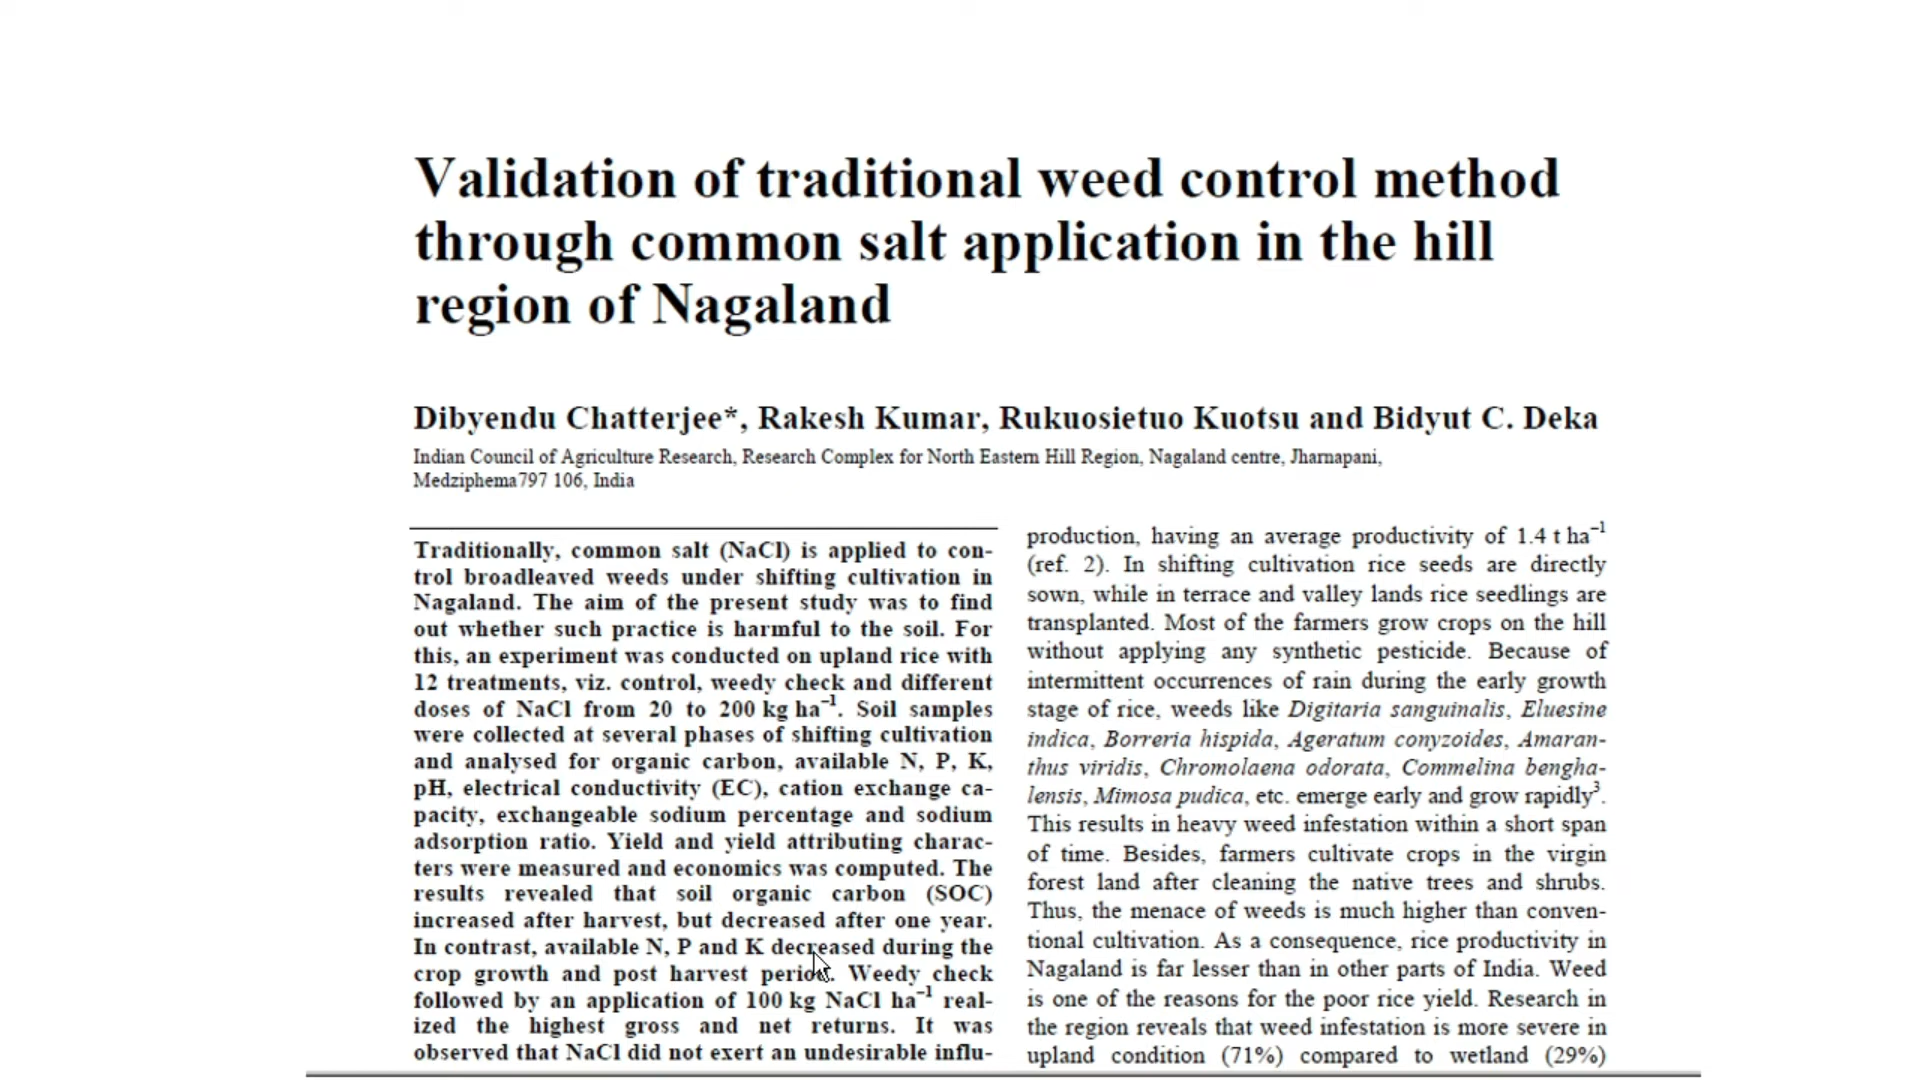 Validation of traditional weed control method
through common salt application in the hill
region of Nagaland
Dibyendu Chatterjee*, Rakesh Kumar, Rukuosietuo Kuotsu and Bidyut C. Deka
Indian Council of Agriculture Research, Research Complex for North Eastern Hill Region, Nagaland centre, Jharnapani,
Medziphema797 106, India
Traditionally, common salt (NaCl) is applied to con-
trol broadleaved weeds under shifting cultivation in
Nagaland. The aim of the present study was to find
out whether such practice is harmful to the soil. For
this, an experiment was conducted on upland rice with
12 treatments, viz. control, weedy check and different
doses of NaCl from 20 to 200 kg ha⁻¹. Soil samples
were collected at several phases of shifting cultivation
and analysed for organic carbon, available N, P, K,
pH, electrical conductivity (EC), cation exchange ca-
pacity, exchangeable sodium percentage and sodium
adsorption ratio. Yield and yield attributing charac-
ters were measured and economics was computed. The
results revealed that soil organic carbon (SOC)
increased after harvest, but decreased after one year.
In contrast, available N, P and K decreased during the
crop growth and post harvest period. Weedy check
followed by an application of 100 kg NaCl ha⁻¹ real-
ized the highest gross and net returns. It was
observed that NaCl did not exert an undesirable influ-
production, having an average productivity of 1.4 t ha⁻¹
(ref. 2). In shifting cultivation rice seeds are directly
sown, while in terrace and valley lands rice seedlings are
transplanted. Most of the farmers grow crops on the hill
without applying any synthetic pesticide. Because of
intermittent occurrences of rain during the early growth
stage of rice, weeds like Digitaria sanguinalis, Eluesine
indica, Borreria hispida, Ageratum conyzoides, Amaran-
thus viridis, Chromolaena odorata, Commelina bengha-
lensis, Mimosa pudica, etc. emerge early and grow rapidly³.
This results in heavy weed infestation within a short span
of time. Besides, farmers cultivate crops in the virgin
forest land after cleaning the native trees and shrubs.
Thus, the menace of weeds is much higher than conven-
tional cultivation. As a consequence, rice productivity in
Nagaland is far lesser than in other parts of India. Weed
is one of the reasons for the poor rice yield. Research in
the region reveals that weed infestation is more severe in
upland condition (71%) compared to wetland (29%)